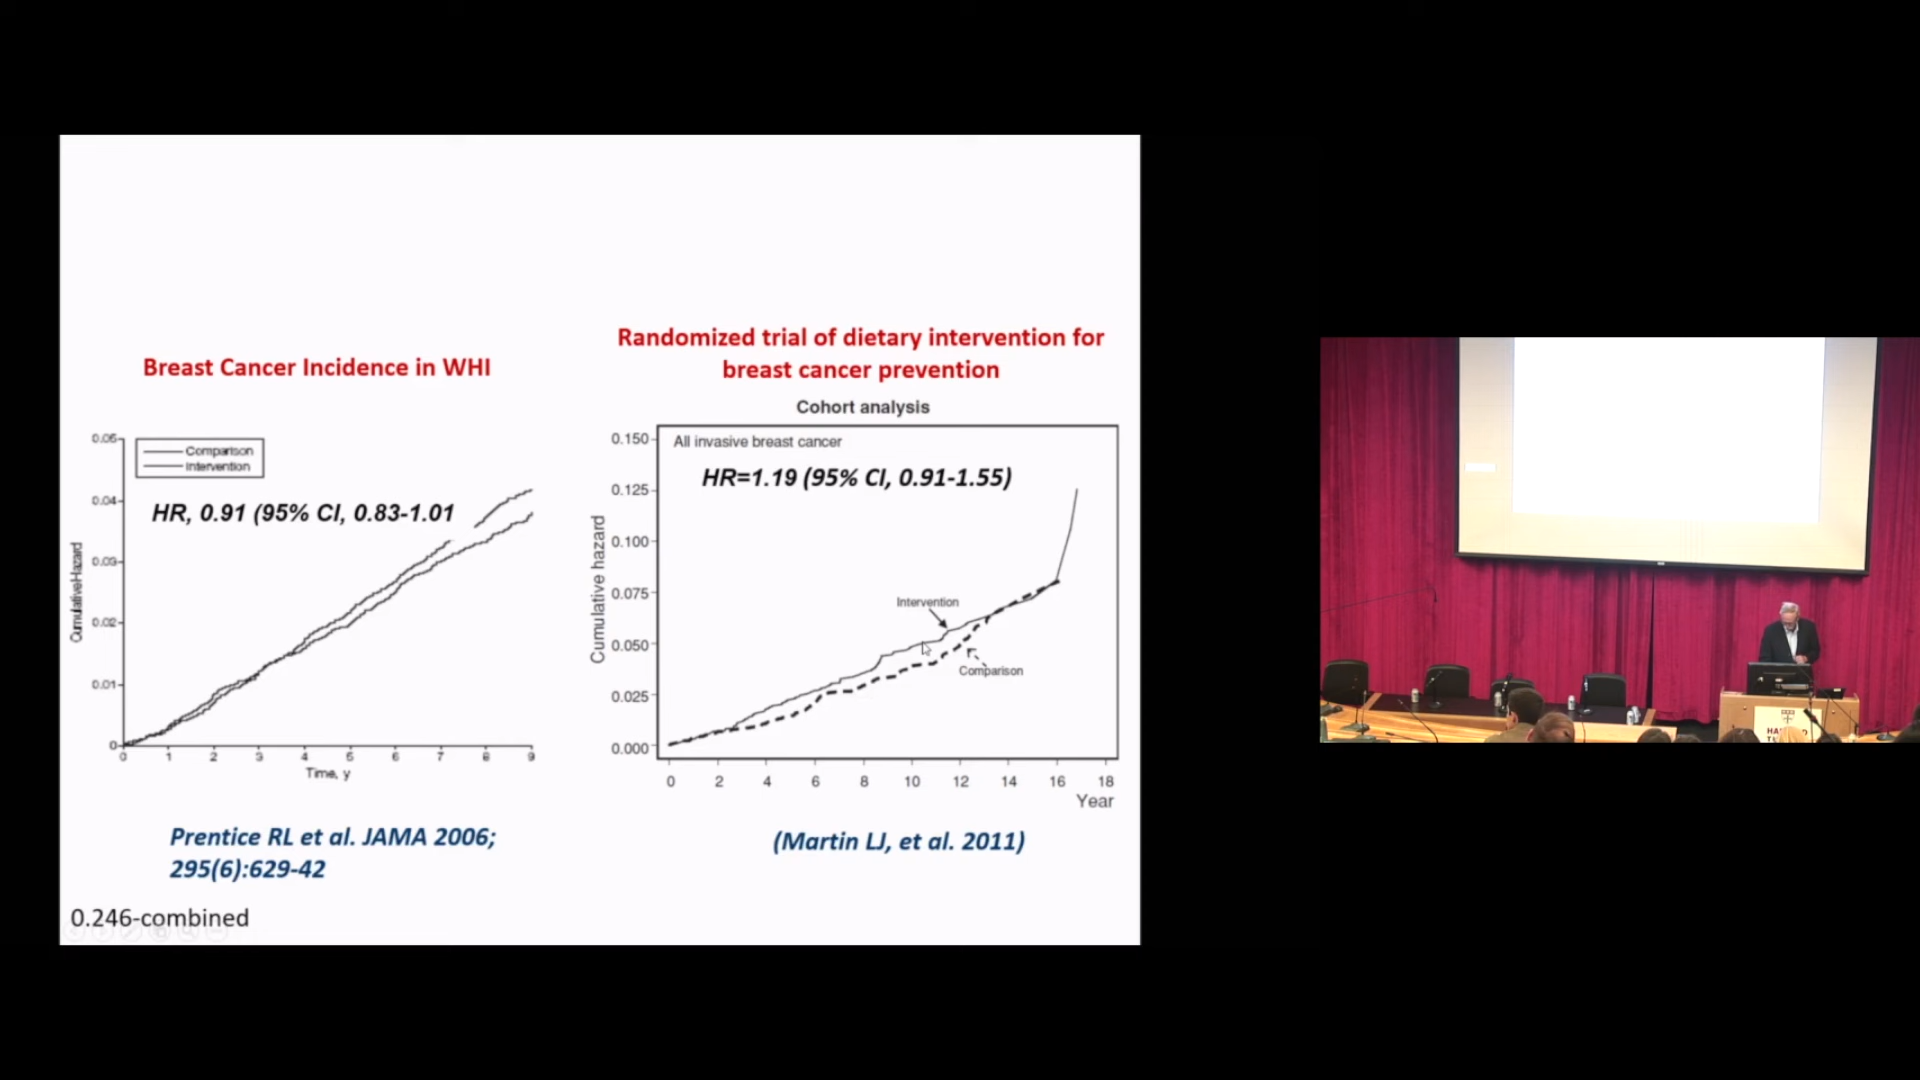 Breast Cancer Incidence in WHI
0.05
Comparison
Intervention
0.04
HR, 0.91 (95% CI, 0.83-1.01
Cumulative Hazard
0.03
0.02
0.01
0
0 1 2 3 4 5 6 7 8 9
Time, y
Prentice RL et al. JAMA 2006;
295(6):629-42
0.246-combined
Randomized trial of dietary intervention for
breast cancer prevention
Cohort analysis
0.150
All invasive breast cancer
HR=1.19 (95% CI, 0.91-1.55)
0.125
Cumulative hazard
0.100
0.075
Intervention
0.050
Comparison
0.025
0.000
0 2 4 6 8 10 12 14 16 18
Year
(Martin LJ, et al. 2011)